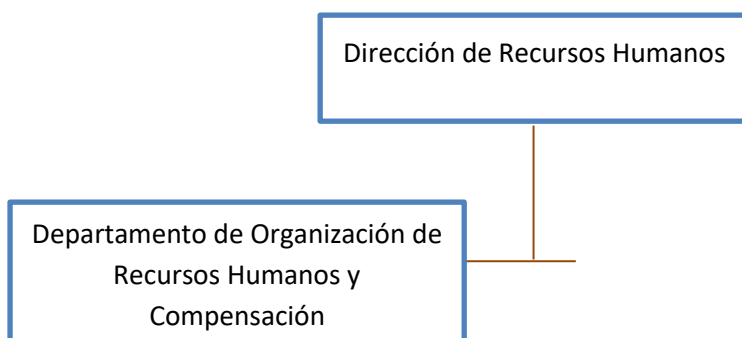 Dirección de Recursos Humanos
Departamento de Organización de
Recursos Humanos y
Compensación